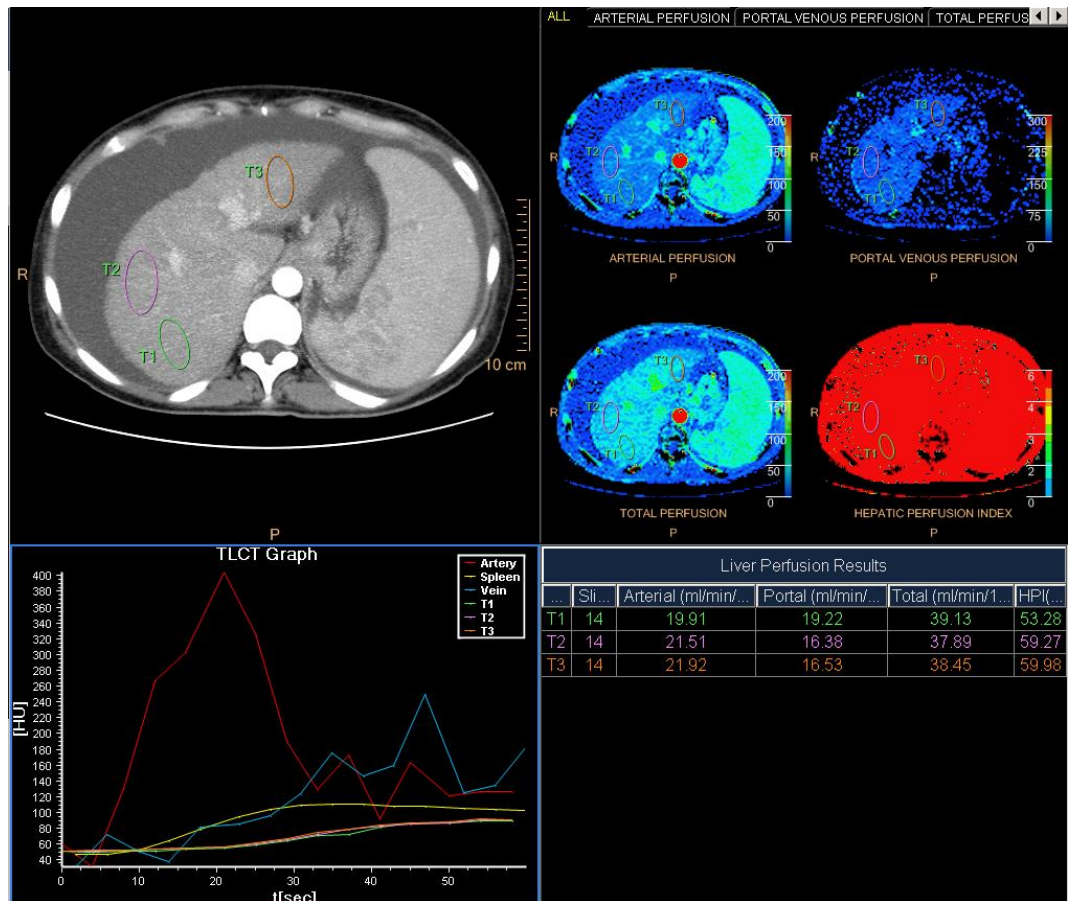 ALL ARTERIAL PERFUSION PORTAL VENOUS PERFUSION TOTAL PERFUS
T3
T2
T1
R
10 cm
P
T3
T2
T1
R
200
150
100
50
0
ARTERIAL PERFUSION
P
T3
T2
T1
R
300
225
150
75
0
PORTAL VENOUS PERFUSION
P
T3
T2
T1
R
200
150
100
50
0
TOTAL PERFUSION
P
T3
T2
T1
R
6
4
3
2
0
HEPATIC PERFUSION INDEX
P
TLCT Graph
[HU]
400
380
360
340
320
300
280
260
240
220
200
180
160
140
120
100
80
60
40
0 10 20 30 40 50
t[sec]
Artery
Spleen
Vein
T1
T2
T3
Liver Perfusion Results
... Sli... Arterial (ml/min/... Portal (ml/min/... Total (ml/min/1... HPI(...
T1 14 19.91 19.22 39.13 53.28
T2 14 21.51 16.38 37.89 59.27
T3 14 21.92 16.53 38.45 59.98